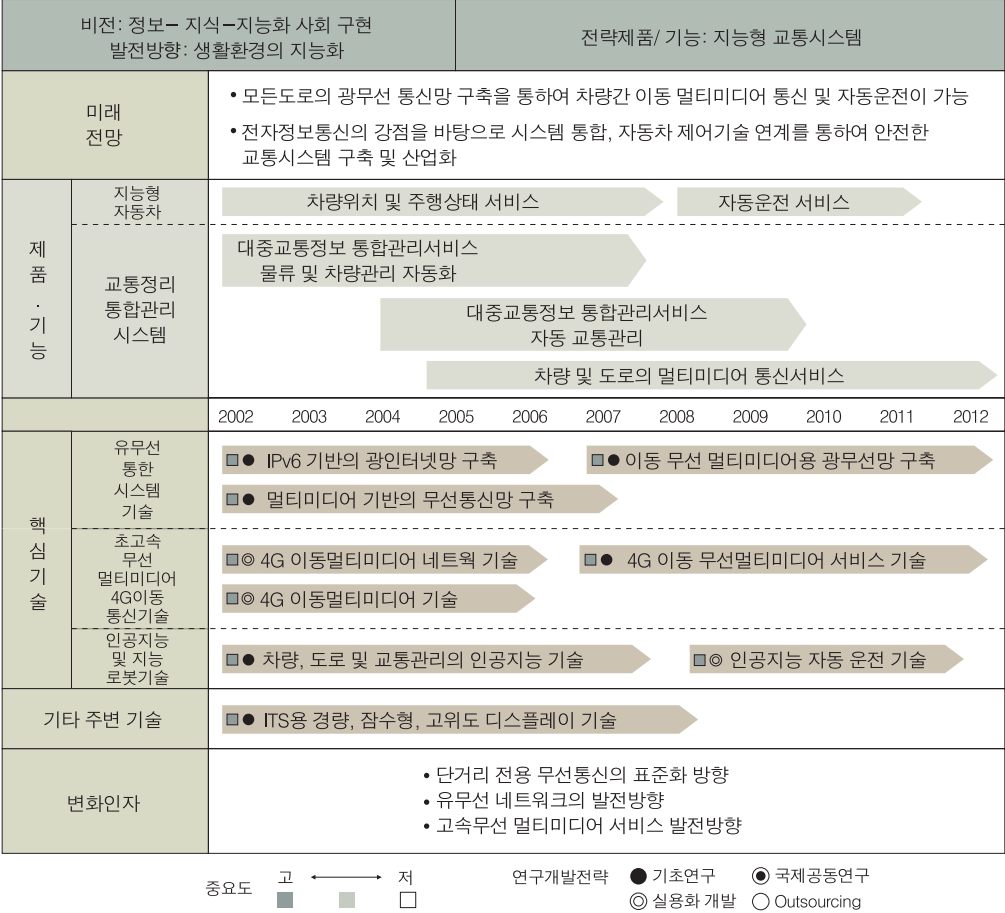 비전: 정보– 지식–지능화 사회 구현
발전방향: 생활환경의 지능화
전략제품/ 기능: 지능형 교통시스템
미래
전망
• 모든도로의 광무선 통신망 구축을 통하여 차량간 이동 멀티미디어 통신 및 자동운전이 가능
• 전자정보통신의 강점을 바탕으로 시스템 통합, 자동차 제어기술 연계를 통하여 안전한
교통시스템 구축 및 산업화
제
품
·
기
능
지능형
자동차
차량위치 및 주행상태 서비스
자동운전 서비스
교통정리
통합관리
시스템
대중교통정보 통합관리서비스
물류 및 차량관리 자동화
대중교통정보 통합관리서비스
자동 교통관리
차량 및 도로의 멀티미디어 통신서비스
2002 2003 2004 2005 2006 2007 2008 2009 2010 2011 2012
핵
심
기
술
유무선
통한
시스템
기술
IPv6 기반의 광인터넷망 구축
이동 무선 멀티미디어용 광무선망 구축
멀티미디어 기반의 무선통신망 구축
초고속
무선
멀티미디어
4G이동
통신기술
4G 이동멀티미디어 네트웍 기술
4G 이동 무선멀티미디어 서비스 기술
4G 이동멀티미디어 기술
인공지능
및 지능
로봇기술
차량, 도로 및 교통관리의 인공지능 기술
인공지능 자동 운전 기술
기타 주변 기술
ITS용 경량, 잠수형, 고위도 디스플레이 기술
변화인자
• 단거리 전용 무선통신의 표준화 방향
• 유무선 네트워크의 발전방향
• 고속무선 멀티미디어 서비스 발전방향
중요도 고 저
연구개발전략 기초연구 국제공동연구
실용화 개발 Outsourcing